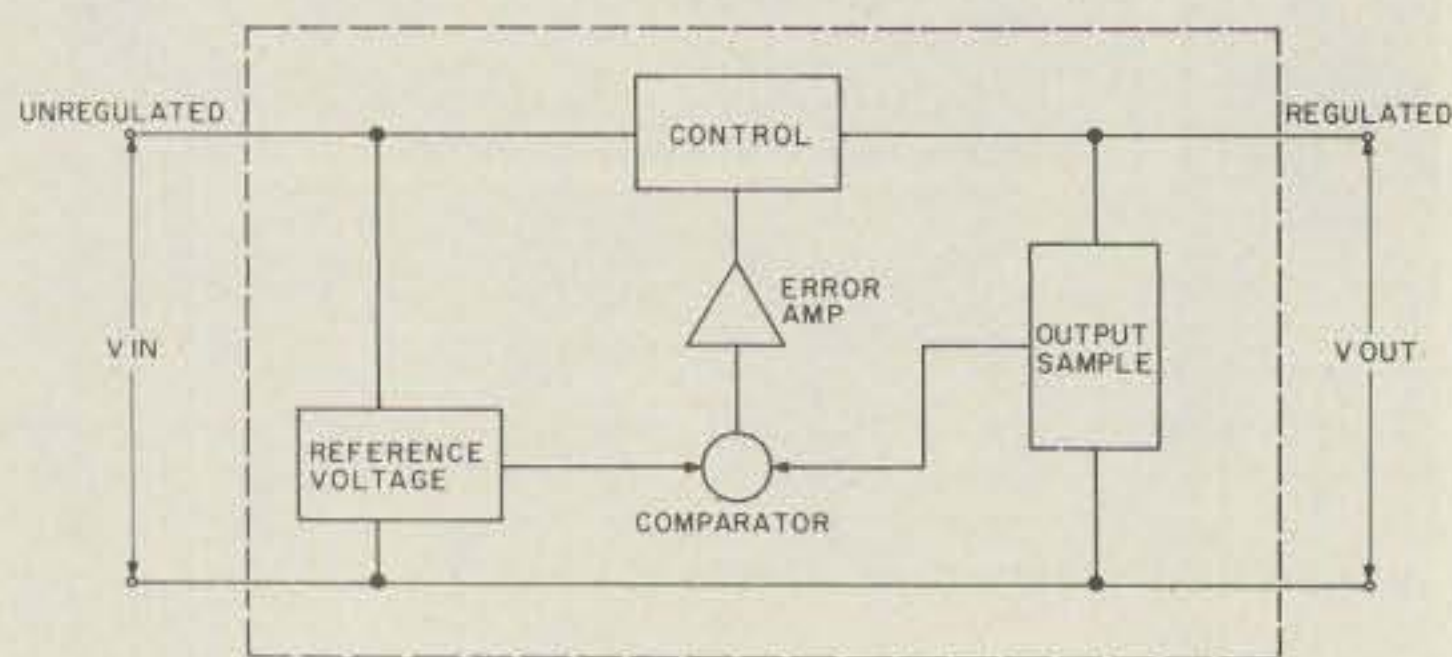 UNREGULATED
CONTROL
REGULATED
ERROR
AMP
V IN
OUTPUT
SAMPLE
V OUT
REFERENCE
VOLTAGE
COMPARATOR